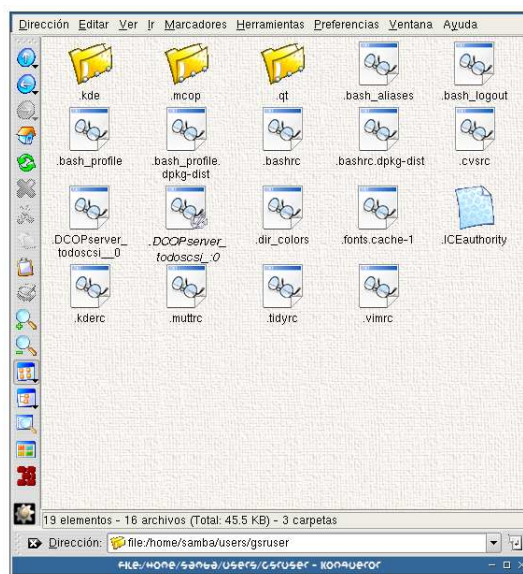 Dirección Editar Ver Ir Marcadores Herramientas Preferencias Ventana Ayuda
.kde .mcop .qt .bash_aliases .bash_logout
.bash_profile .bash_profile. .bashrc .bashrc.dpkg-dist .cvsrc
dpkg-dist
.DCOPserver_ .DCOPserver_ .dir_colors .fonts.cache-1 .ICEauthority
todoscsi__0 todoscsi_:0
.kderc .muttrc .tidyrc .vimrc
19 elementos - 16 archivos (Total: 45.5 KB) - 3 carpetas
Dirección: file:/home/samba/users/gsruser
file:/home/samba/users/gsruser - Konqueror